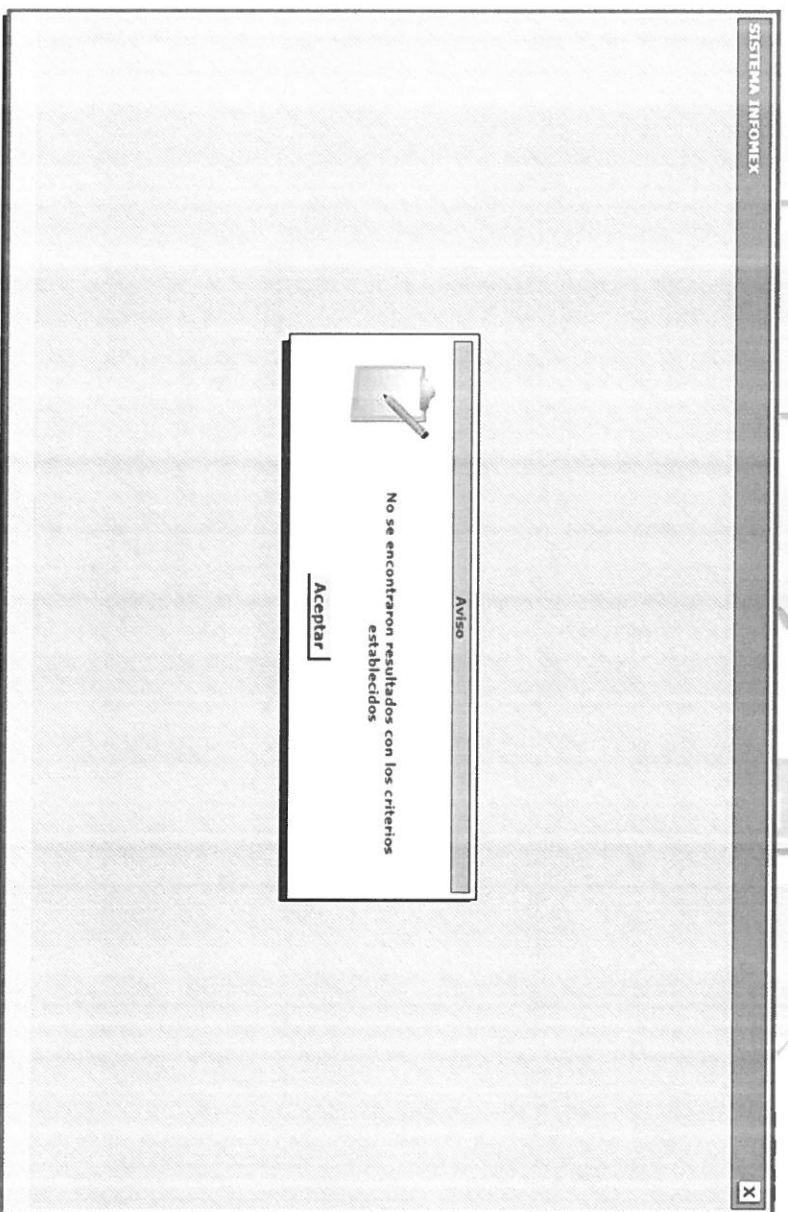 SISTEMA INFOMEX
X
Aviso
No se encontraron resultados con los criterios
establecidos
Aceptar